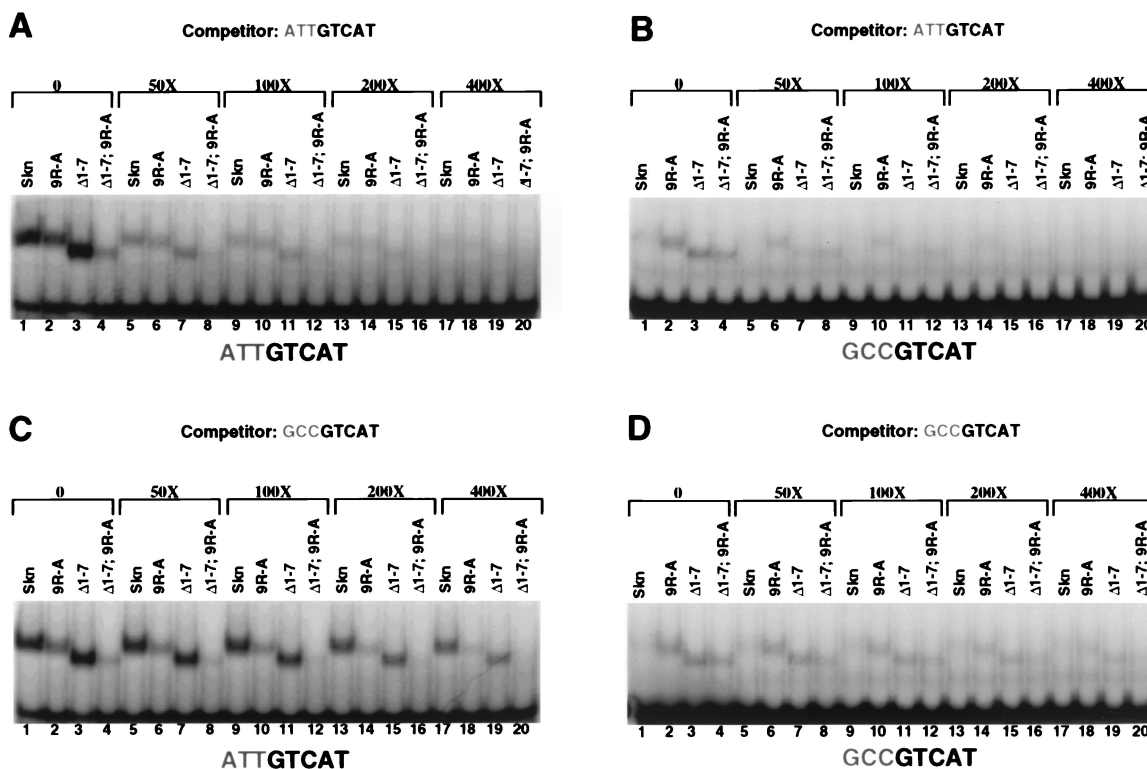 A
Competitor: ATTGTCAT
0 50X 100X 200X 400X
Skn 9R-A Δ1-7 Δ1-7; 9R-A Skn 9R-A Δ1-7 Δ1-7; 9R-A Skn 9R-A Δ1-7 Δ1-7; 9R-A Skn 9R-A Δ1-7 Δ1-7; 9R-A Skn 9R-A Δ1-7 Δ1-7; 9R-A
1 2 3 4 5 6 7 8 9 10 11 12 13 14 15 16 17 18 19 20
ATTGTCAT
B
Competitor: ATTGTCAT
0 50X 100X 200X 400X
Skn 9R-A Δ1-7 Δ1-7; 9R-A Skn 9R-A Δ1-7 Δ1-7; 9R-A Skn 9R-A Δ1-7 Δ1-7; 9R-A Skn 9R-A Δ1-7 Δ1-7; 9R-A Skn 9R-A Δ1-7 Δ1-7; 9R-A
1 2 3 4 5 6 7 8 9 10 11 12 13 14 15 16 17 18 19 20
GCCGTCAT
C
Competitor: GCCGTCAT
0 50X 100X 200X 400X
Skn 9R-A Δ1-7 Δ1-7; 9R-A Skn 9R-A Δ1-7 Δ1-7; 9R-A Skn 9R-A Δ1-7 Δ1-7; 9R-A Skn 9R-A Δ1-7 Δ1-7; 9R-A Skn 9R-A Δ1-7 Δ1-7; 9R-A
1 2 3 4 5 6 7 8 9 10 11 12 13 14 15 16 17 18 19 20
ATTGTCAT
D
Competitor: GCCGTCAT
0 50X 100X 200X 400X
Skn 9R-A Δ1-7 Δ1-7; 9R-A Skn 9R-A Δ1-7 Δ1-7; 9R-A Skn 9R-A Δ1-7 Δ1-7; 9R-A Skn 9R-A Δ1-7 Δ1-7; 9R-A Skn 9R-A Δ1-7 Δ1-7; 9R-A
1 2 3 4 5 6 7 8 9 10 11 12 13 14 15 16 17 18 19 20
GCCGTCAT